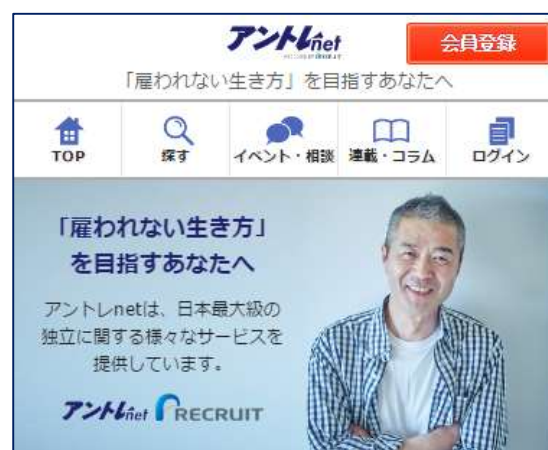 アントレnet
会員登録
「雇われない生き方」を目指すあなたへ
TOP
探す
イベント・相談
連載・コラム
ログイン
「雇われない生き方」
を目指すあなたへ
アントレnetは、日本最大級の
独立に関する様々なサービスを
提供しています。
アントレnet RECRUIT